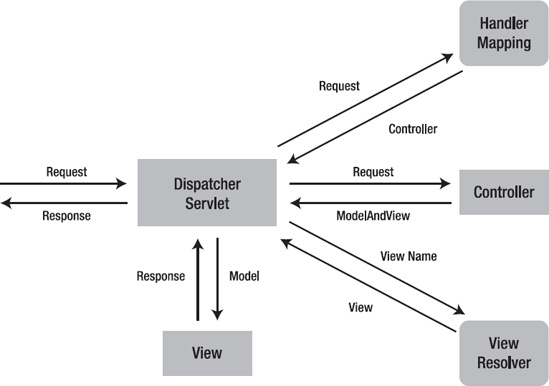 Handler
Mapping
Request
Controller
Request
Response
Dispatcher
Servlet
Request
ModelAndView
Controller
View Name
View
Response
Model
View
View
Resolver